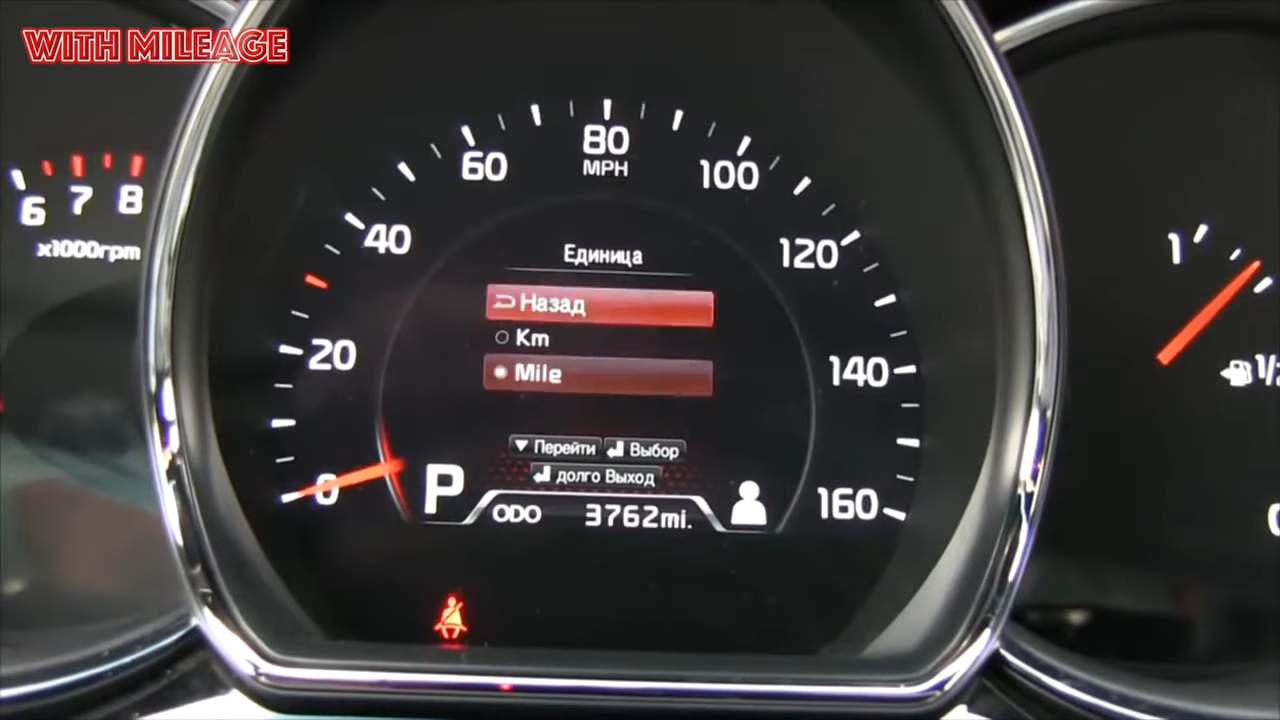 WITH MILEAGE
6 7 8
x1000rpm
0
20
40
60
80
MPH
100
120
140
160
Единица
Назад
Km
Mile
Перейти Выбор
долго Выход
P
ODO 3762mi.
1
1/2